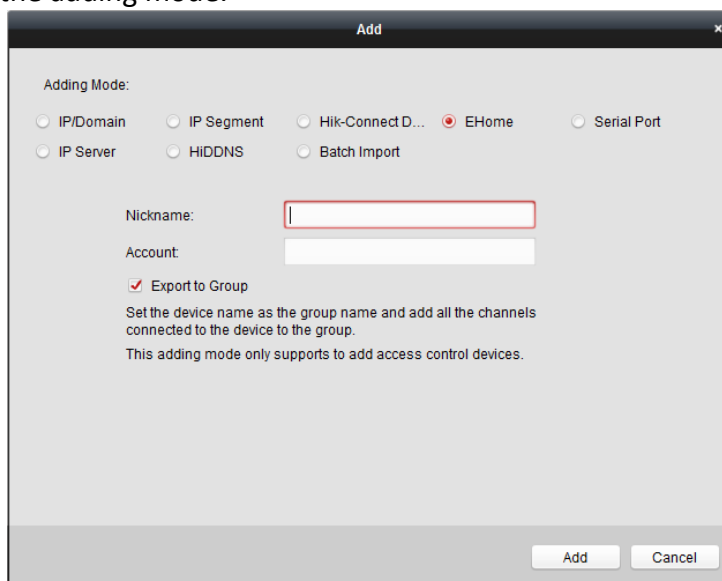 the adding mode.
Add ×
Adding Mode:
IP/Domain IP Segment Hik-Connect D... EHome Serial Port
IP Server HiDDNS Batch Import
Nickname:
Account:
Export to Group
Set the device name as the group name and add all the channels
connected to the device to the group.
This adding mode only supports to add access control devices.
Add Cancel